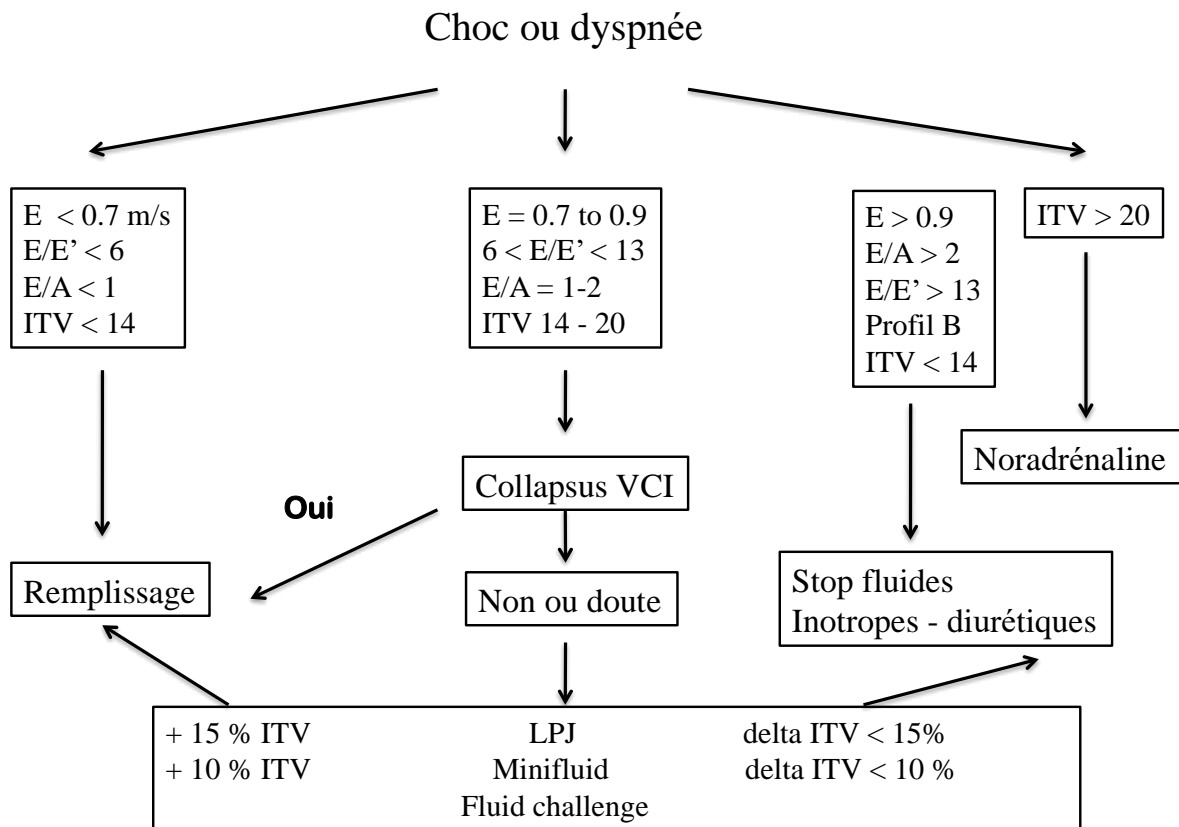 Choc ou dyspnée
E < 0.7 m/s
E/E’ < 6
E/A < 1
ITV < 14
E = 0.7 to 0.9
6 < E/E’ < 13
E/A = 1-2
ITV 14 - 20
E > 0.9
E/A > 2
E/E’ > 13
Profil B
ITV < 14
ITV > 20
Noradrénaline
Collapsus VCI
Oui
Remplissage
Non ou doute
Stop fluides
Inotropes - diurétiques
+ 15 % ITV LPJ delta ITV < 15%
+ 10 % ITV Minifluid delta ITV < 10 %
Fluid challenge